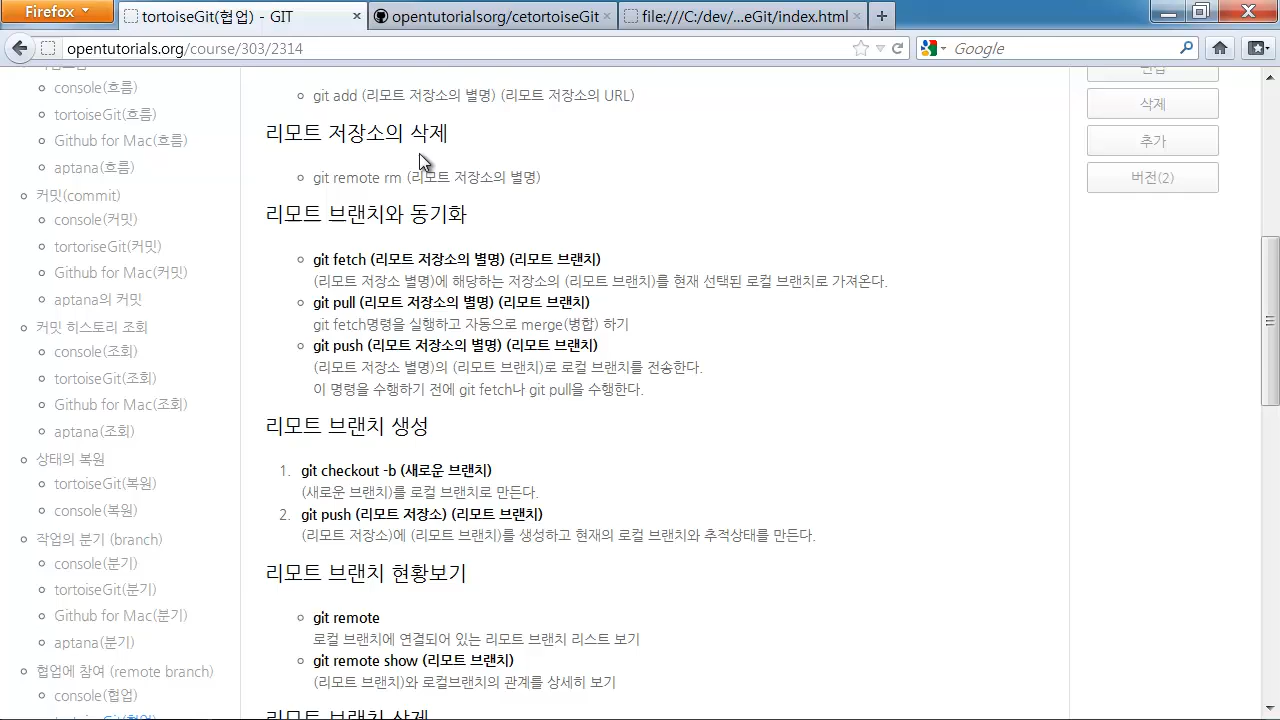 Firefox
tortoiseGit(협업) - GIT
opentutorialsorg/cetortoiseGit
file:///C:/dev/...eGit/index.html
opentutorials.org/course/303/2314
Google
console(흐름)
tortoiseGit(흐름)
Github for Mac(흐름)
aptana(흐름)
커밋(commit)
console(커밋)
tortoriseGit(커밋)
Github for Mac(커밋)
aptana의 커밋
커밋 히스토리 조회
console(조회)
tortoiseGit(조회)
Github for Mac(조회)
aptana(조회)
상태의 복원
tortoiseGit(복원)
console(복원)
작업의 분기 (branch)
console(분기)
tortoiseGit(분기)
Github for Mac(분기)
aptana(분기)
협업에 참여 (remote branch)
console(협업)
tortoiseGit(협업)
git add (리모트 저장소의 별명) (리모트 저장소의 URL)
리모트 저장소의 삭제
git remote rm (리모트 저장소의 별명)
리모트 브랜치와 동기화
git fetch (리모트 저장소의 별명) (리모트 브랜치)
(리모트 저장소 별명)에 해당하는 저장소의 (리모트 브랜치)를 현재 선택된 로컬 브랜치로 가져온다.
git pull (리모트 저장소의 별명) (리모트 브랜치)
git fetch명령을 실행하고 자동으로 merge(병합) 하기
git push (리모트 저장소의 별명) (리모트 브랜치)
(리모트 저장소 별명)의 (리모트 브랜치)로 로컬 브랜치를 전송한다.
이 명령을 수행하기 전에 git fetch나 git pull을 수행한다.
리모트 브랜치 생성
1. git checkout -b (새로운 브랜치)
(새로운 브랜치)를 로컬 브랜치로 만든다.
2. git push (리모트 저장소) (리모트 브랜치)
(리모트 저장소)에 (리모트 브랜치)를 생성하고 현재의 로컬 브랜치와 추적상태를 만든다.
리모트 브랜치 현황보기
git remote
로컬 브랜치에 연결되어 있는 리모트 브랜치 리스트 보기
git remote show (리모트 브랜치)
(리모트 브랜치)와 로컬브랜치의 관계를 상세히 보기
리모트 브랜치 삭제
편집
삭제
추가
버전(2)